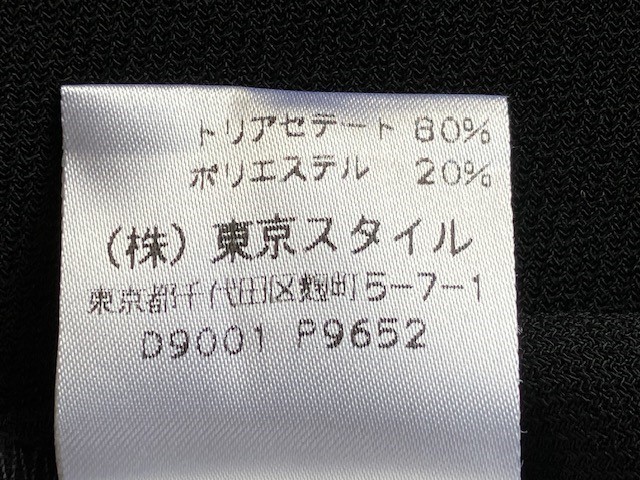 トリアセテート 80%
ポリエステル 20%
(株) 東京スタイル
東京都千代田区麹町5-7-1
D9001 P9652